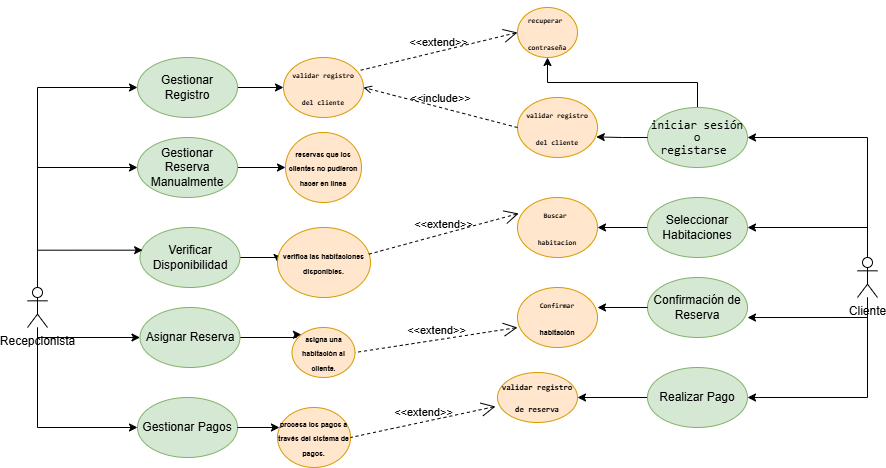 recuperar
contraseña
<<extend>>
Gestionar
Registro
validar registro
del cliente
<<include>>
validar registro
del cliente
iniciar sesión
o
registarse
Gestionar
Reserva
Manualmente
reservas que los
clientes no pudieron
hacer en linea
<<extend>>
Buscar
habitacion
Seleccionar
Habitaciones
Verificar
Disponibilidad
verifica las habitaciones
disponibles.
Recepcionista
Cliente
Asignar Reserva
asigna una
habitación al
cliente.
<<extend>>
Confirmar
habitación
Confirmación de
Reserva
Gestionar Pagos
procesa los pagos a
través del sistema de
pagos.
<<extend>>
validar registro
de reserva
Realizar Pago